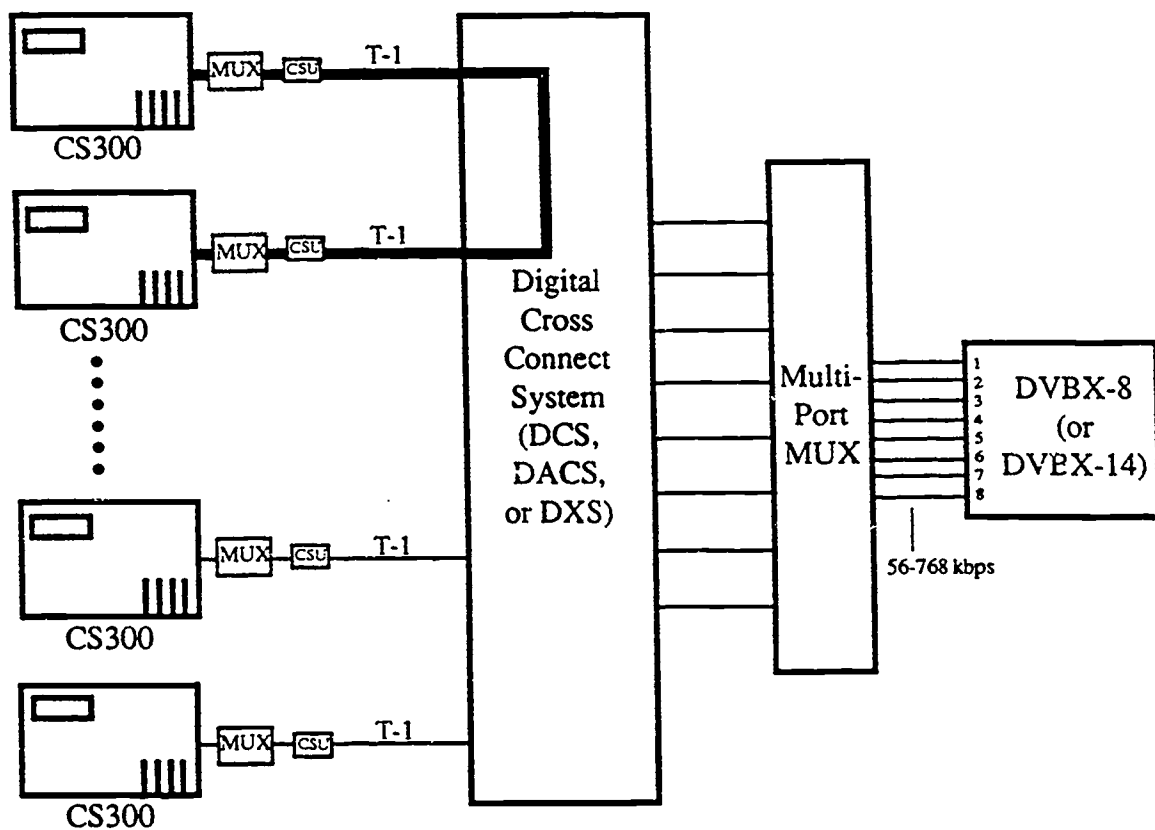 MUX
CSU
T-1
CS300
MUX
CSU
T-1
CS300
MUX
CSU
T-1
CS300
MUX
CSU
T-1
CS300
Digital
Cross
Connect
System
(DCS,
DACS,
or DXS)
Multi-
Port
MUX
1
2
3
4
5
6
7
8
56-768 kbps
DVBX-8
(or
DVBX-14)